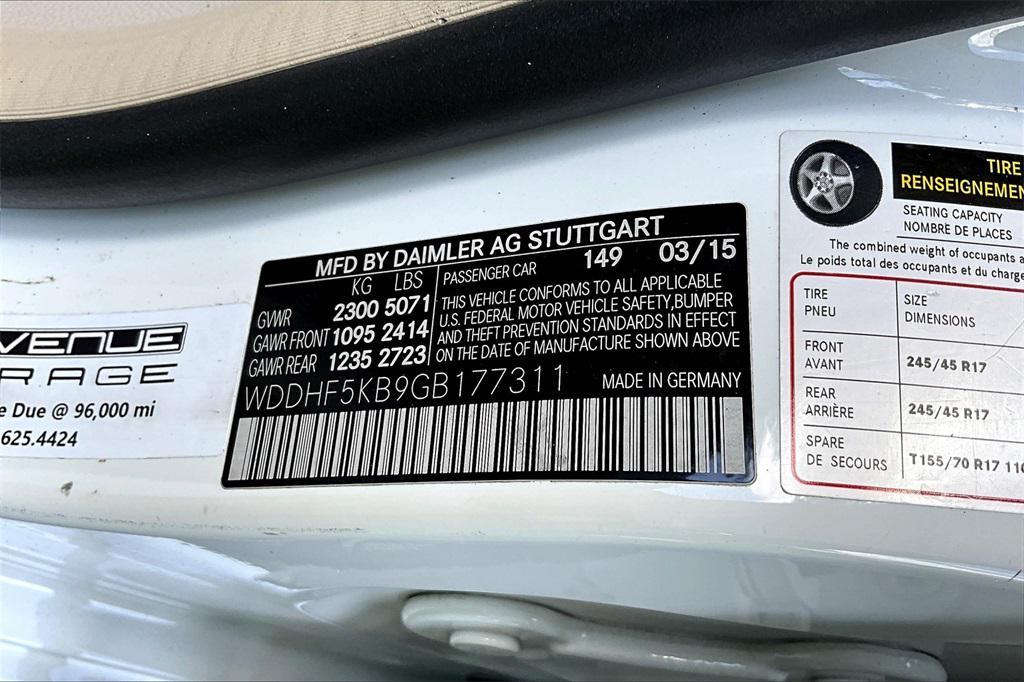 VENUE
RAGE
e Due @ 96,000 mi
625.4424
MFD BY DAIMLER AG STUTTGART
KG LBS
GVWR 2300 5071
GAWR FRONT 1095 2414
GAWR REAR 1235 2723
PASSENGER CAR 149 03/15
THIS VEHICLE CONFORMS TO ALL APPLICABLE
U.S. FEDERAL MOTOR VEHICLE SAFETY, BUMPER
AND THEFT PREVENTION STANDARDS IN EFFECT
ON THE DATE OF MANUFACTURE SHOWN ABOVE
WDDHF5KB9GB177311 MADE IN GERMANY
TIRE
RENSEIGNEMEN
SEATING CAPACITY
NOMBRE DE PLACES
The combined weight of occupants a
Le poids total des occupants et du charge
TIRE SIZE
PNEU DIMENSIONS
FRONT
AVANT 245/45 R17
REAR
ARRIÈRE 245/45 R17
SPARE
DE SECOURS T155/70 R17 110